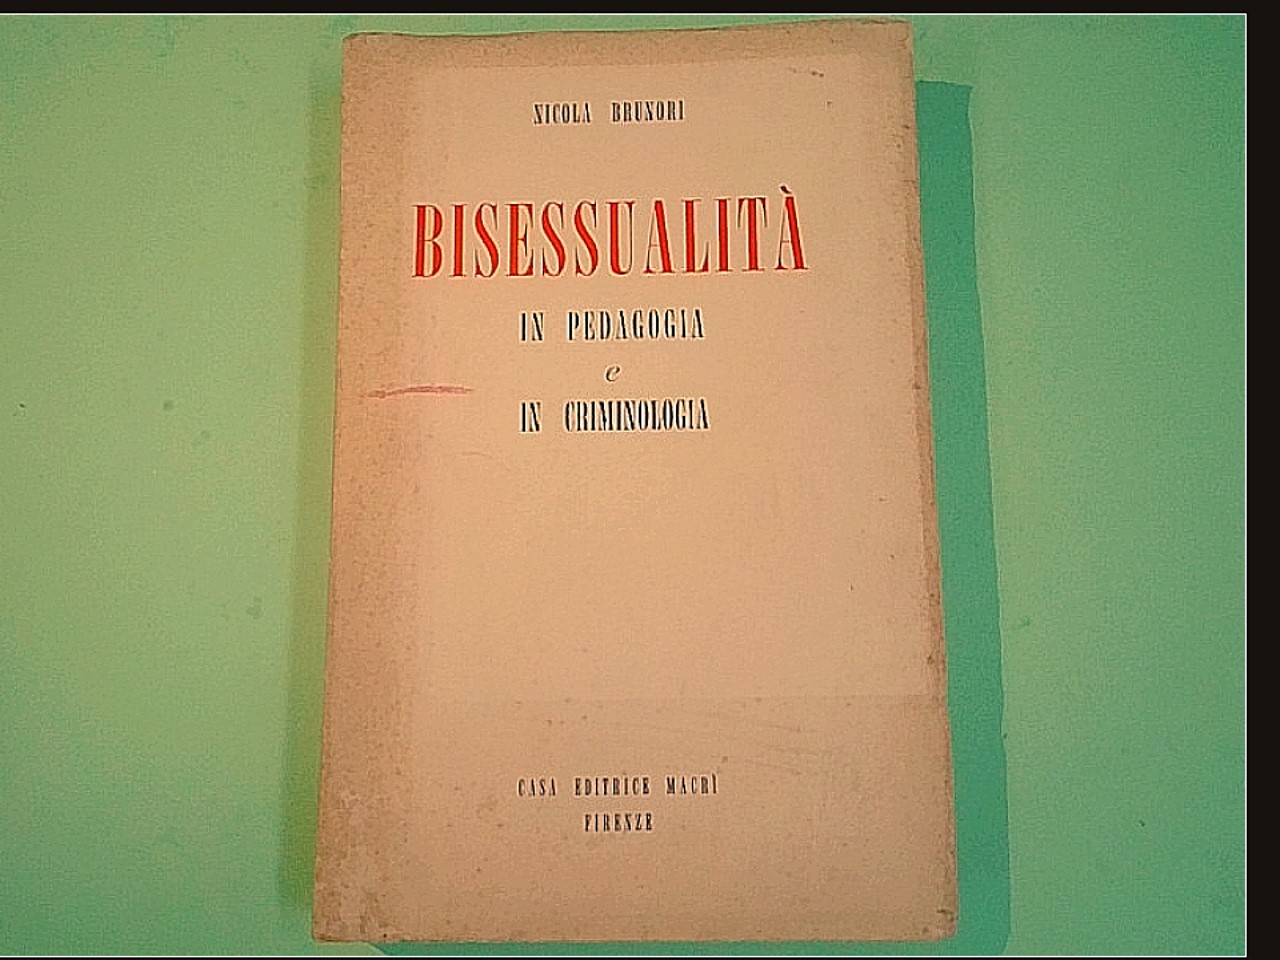 NICOLA BRUNORI
BISESSUALITÀ
IN PEDAGOGIA
e
IN CRIMINOLOGIA
CASA EDITRICE MACRÌ
FIRENZE